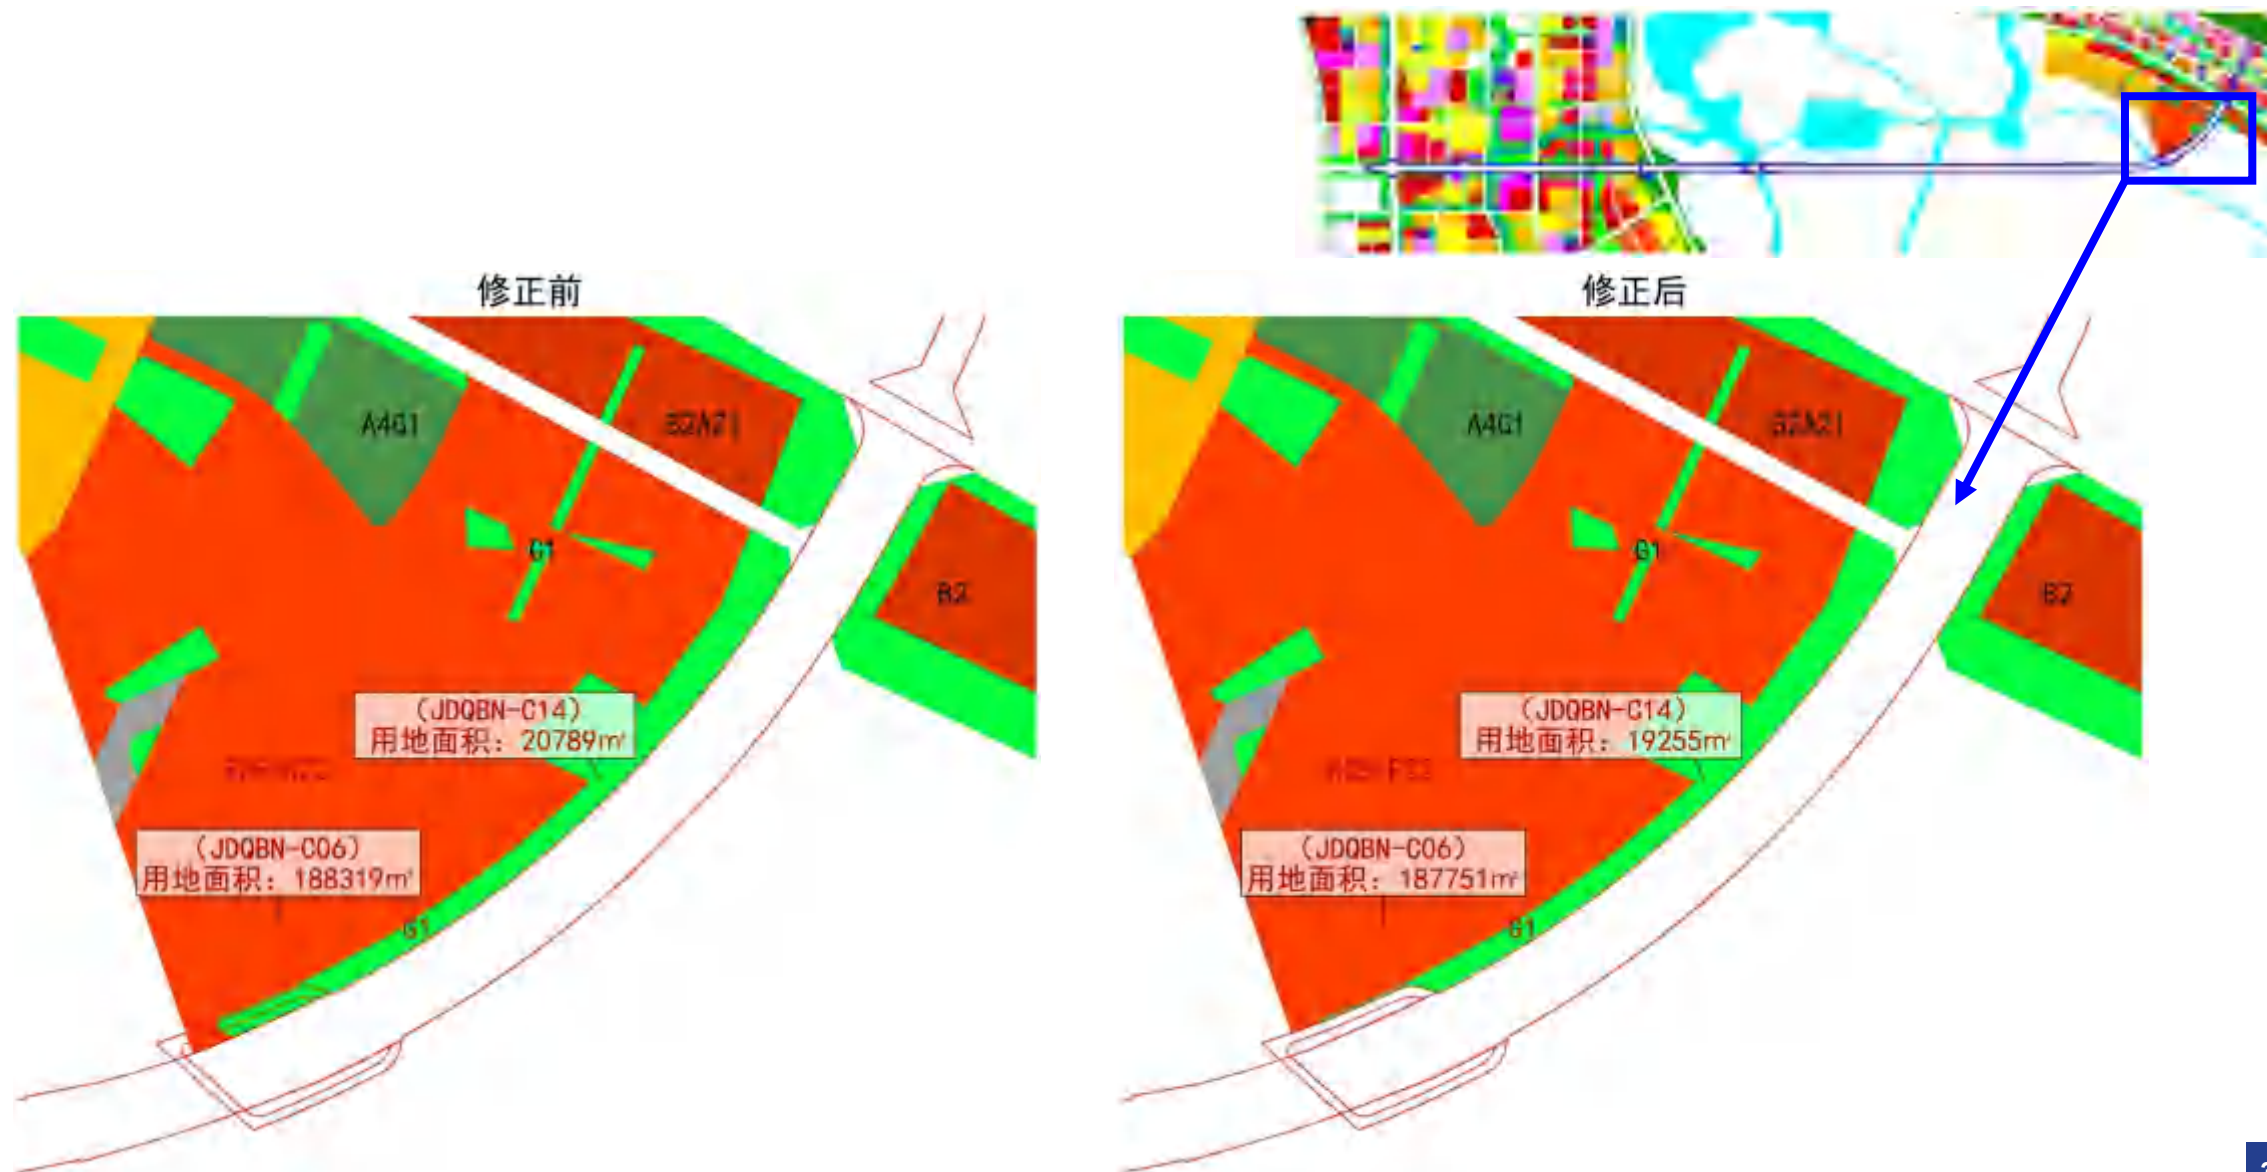 修正前
修正后
A4G1
B2A21
G1
B2
(JDQBN-C14)
用地面积: 20789㎡
(JDQBN-C06)
用地面积: 188319㎡
G1
A4G1
B2A21
G1
B2
(JDQBN-C14)
用地面积: 19255㎡
(JDQBN-C06)
用地面积: 187751㎡
G1